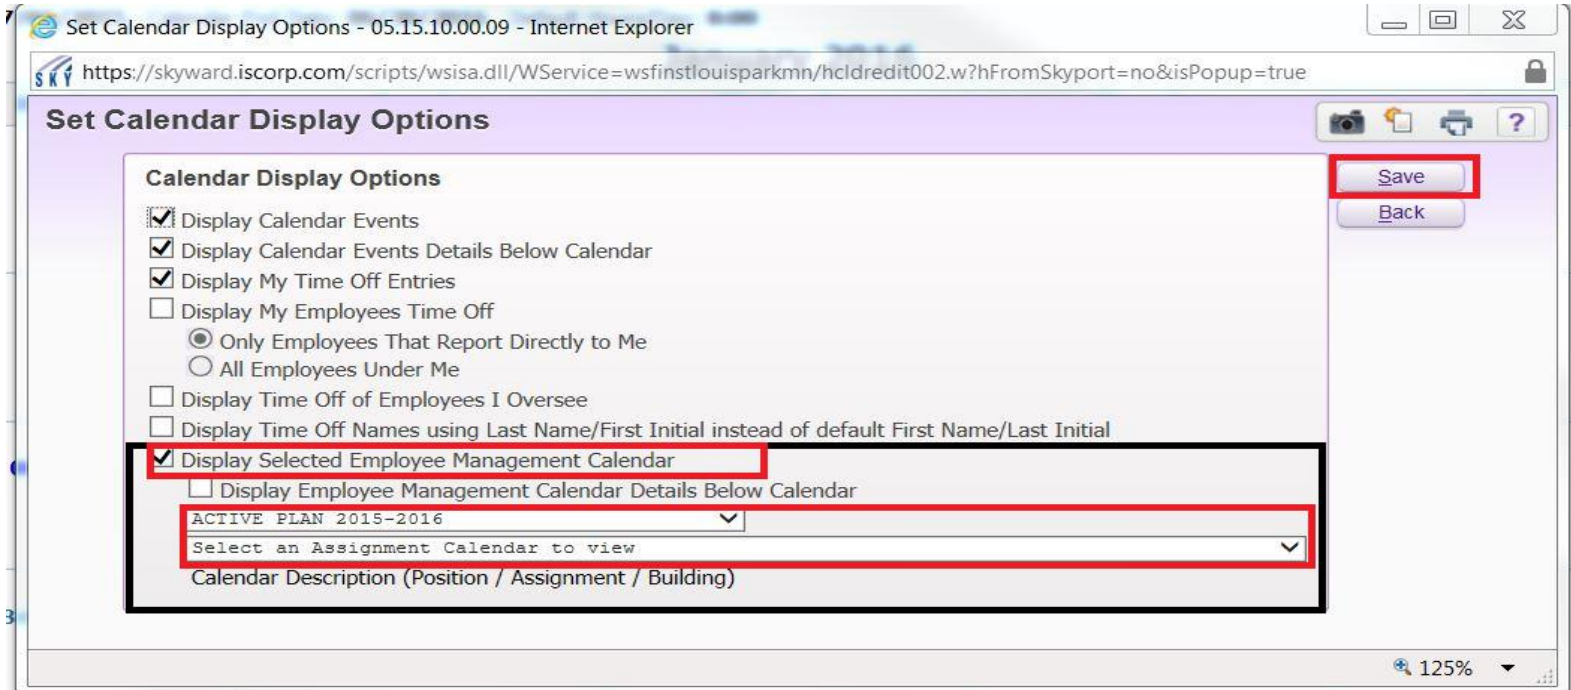 Set Calendar Display Options - 05.15.10.00.09 - Internet Explorer
January 2016
SKY https://skyward.iscorp.com/scripts/wsisa.dll/WService=wsfinstlouisparkmn/hcldredit002.w?hFromSkyport=no&isPopup=true
Set Calendar Display Options
?
Calendar Display Options
Save
Display Calendar Events
Back
Display Calendar Events Details Below Calendar
Display My Time Off Entries
Display My Employees Time Off
Only Employees That Report Directly to Me
All Employees Under Me
Display Time Off of Employees I Oversee
Display Time Off Names using Last Name/First Initial instead of default First Name/Last Initial
Display Selected Employee Management Calendar
Display Employee Management Calendar Details Below Calendar
ACTIVE PLAN 2015-2016
Select an Assignment Calendar to view
Calendar Description (Position / Assignment / Building)
125%